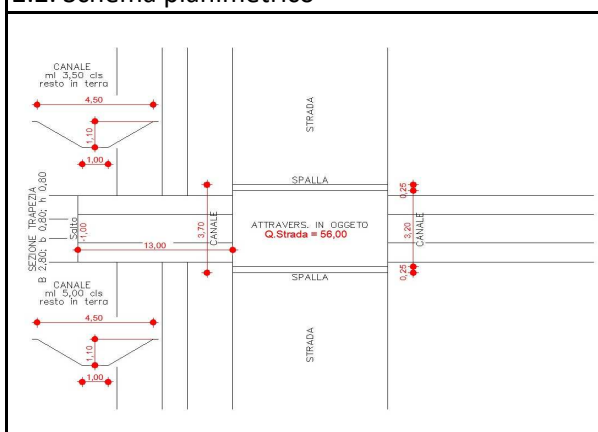 2.2. Schema planimetrico
CANALE
ml 3,50 cls
resto in terra
4,50
1,10
1,00
STRADA
SPALLA
SEZIONE TRAPEZIA
B 2,80; b 0,80; h 0,80
Salto
-1,00
13,00
3,70
CANALE
ATTRAVERS. IN OGGETO
Q.Strada = 56,00
0,25
3,20
CANALE
0,25
SPALLA
CANALE
ml 5,00 cls
resto in terra
4,50
1,10
1,00
STRADA